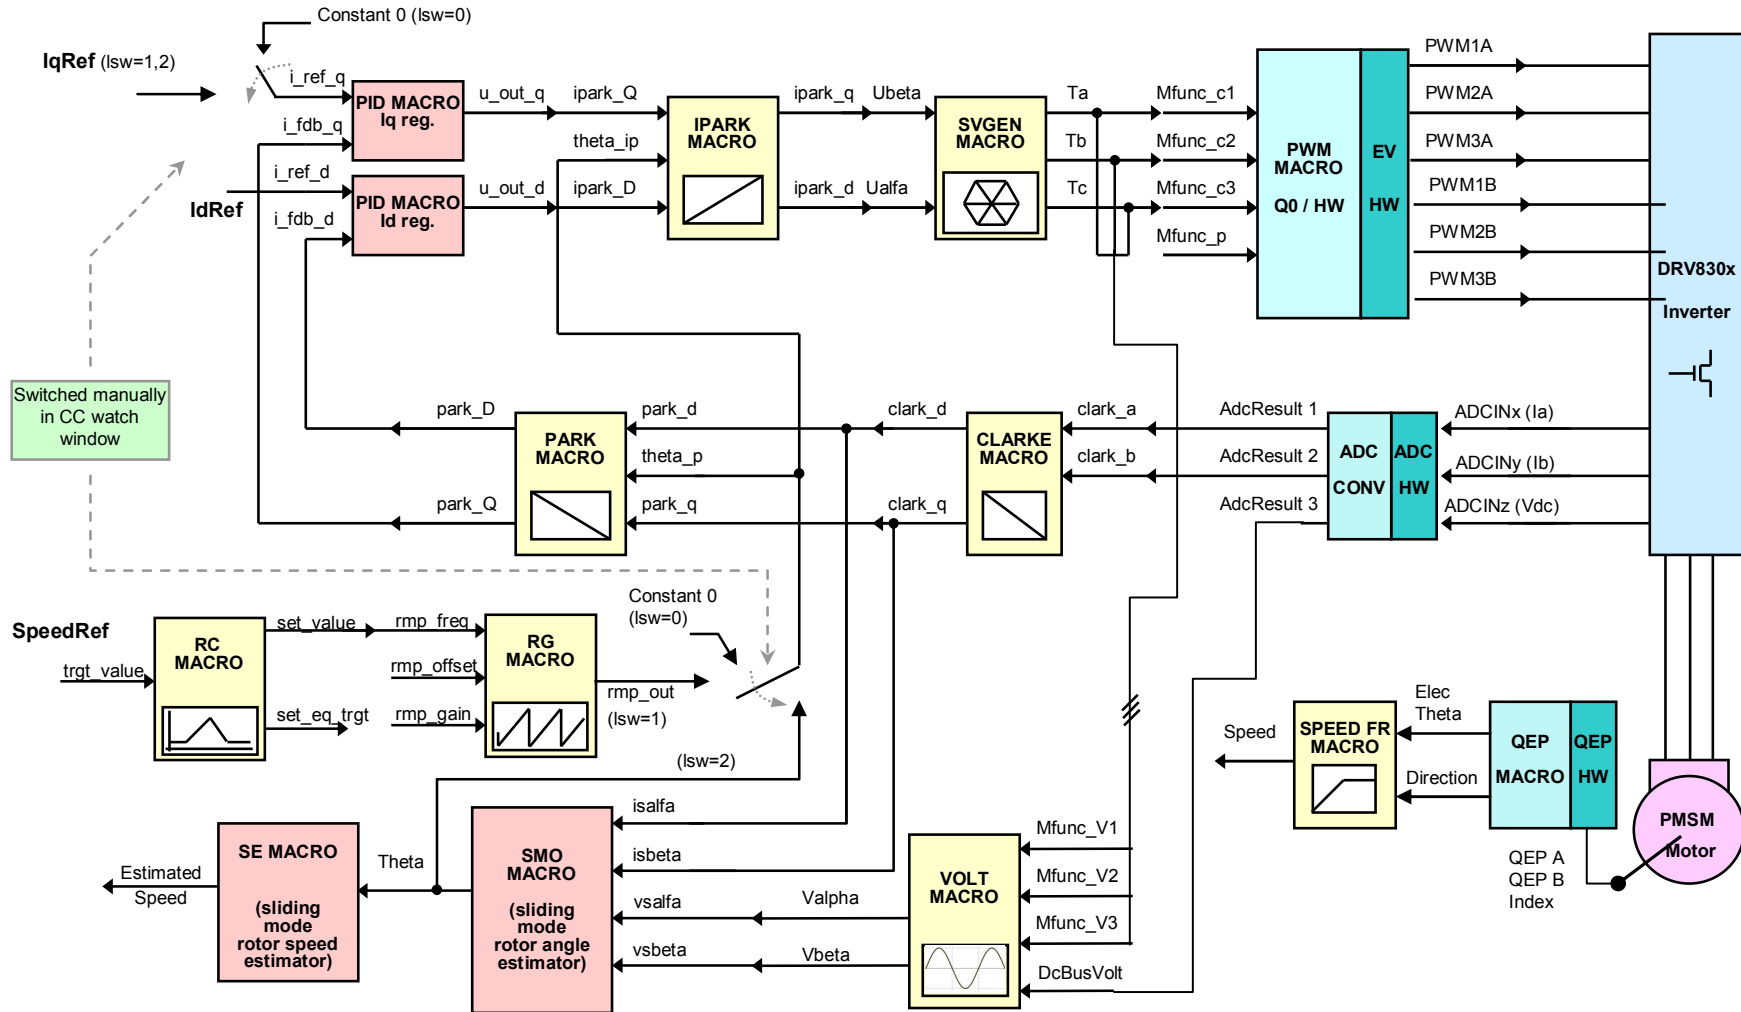 Constant 0 (lsw=0)
IqRef (lsw=1,2)
i_ref_q
PID MACRO
Iq reg.
i_fdb_q
u_out_q
ipark_Q
theta_ip
i_ref_d
IdRef
i_fdb_d
PID MACRO
Id reg.
u_out_d
ipark_D
IPARK
MACRO
ipark_q
Ubeta
ipark_d
Ualfa
SVGEN
MACRO
Ta
Tb
Tc
Mfunc_c1
Mfunc_c2
Mfunc_c3
Mfunc_p
PWM
MACRO
Q0 / HW
EV
HW
PWM1A
PWM2A
PWM3A
PWM1B
PWM2B
PWM3B
DRV830x
Inverter
Switched manually
in CC watch
window
park_D
park_Q
PARK
MACRO
park_d
theta_p
park_q
clark_d
clark_q
CLARKE
MACRO
clark_a
clark_b
AdcResult 1
AdcResult 2
AdcResult 3
ADC
CONV
ADC
HW
ADCINx (Ia)
ADCINy (Ib)
ADCINz (Vdc)
SpeedRef
trgt_value
RC
MACRO
set_value
set_eq_trgt
rmp_freq
rmp_offset
rmp_gain
RG
MACRO
rmp_out
(lsw=1)
Constant 0
(lsw=0)
(lsw=2)
Speed
SPEED FR
MACRO
Elec
Theta
Direction
QEP
MACRO
QEP
HW
PMSM
Motor
QEP A
QEP B
Index
Estimated
Speed
SE MACRO
(sliding
mode
rotor speed
estimator)
Theta
SMO
MACRO
(sliding
mode
rotor angle
estimator)
isalfa
isbeta
vsalfa
vsbeta
Valpha
Vbeta
VOLT
MACRO
Mfunc_V1
Mfunc_V2
Mfunc_V3
DcBusVolt